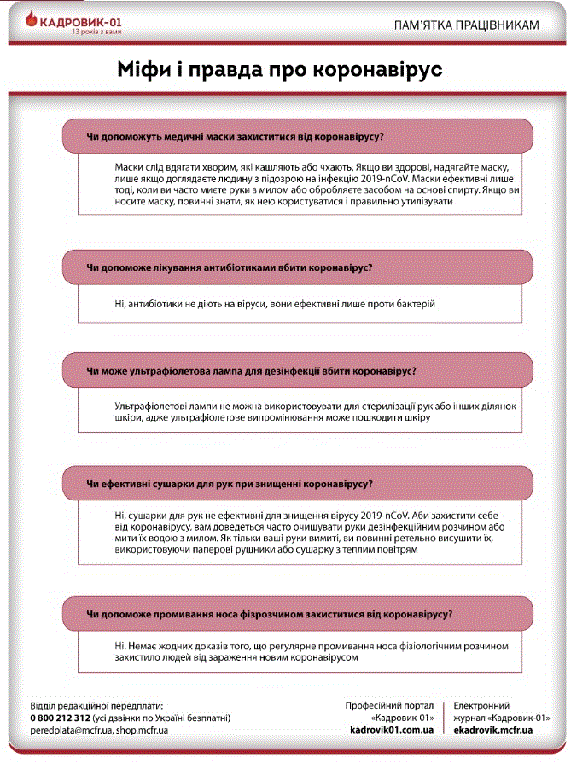 КАДРОВИК-01
13 років з вами
ПАМ'ЯТКА ПРАЦІВНИКАМ
Міфи і правда про коронавірус
Чи допоможуть медичні маски захиститися від коронавірусу?
Маски слід вдягати хворим, які кашляють або чхають. Якщо ви здорові, надягайте маску,
лише якщо доглядаєте людину з підозрою на інфекцію 2019-nCoV. Маски ефективні лише
тоді, коли ви часто миєте руки з милом або обробляєте засобом на основі спирту. Якщо ви
носите маску, повинні знати, як нею користуватися і правильно утилізувати
Чи допоможе лікування антибіотиками вбити коронавірус?
Ні, антибіотики не діють на віруси, вони ефективні лише проти бактерій
Чи може ультрафіолетова лампа для дезінфекції вбити коронавірус?
Ультрафіолетові лампи не можна використовувати для стерилізації рук або інших ділянок
шкіри, адже ультрафіолетове випромінювання може пошкодити шкіру
Чи ефективні сушарки для рук при знищенні коронавірусу?
Ні, сушарки для рук не ефективні для знищення вірусу 2019-nCoV. Аби захистити себе
від коронавірусу, вам доведеться часто очищувати руки дезінфекційним розчином або
мити їх водою з милом. Як тільки ваші руки вимиті, ви повинні ретельно висушити їх,
використовуючи паперові рушники або сушарку з теплим повітрям
Чи допоможе промивання носа фізрозчином захиститися від коронавірусу?
Ні. Немає жодних доказів того, що регулярне промивання носа фізіологічним розчином
захистило людей від зараження новим коронавірусом
Відділ редакційної передплати:
0 800 212 312 (усі дзвінки по Україні безплатні)
peredplata@mcfr.ua, shop.mcfr.ua
Професійний портал
«Кадровик-01»
kadrovik01.com.ua
Електронний
журнал «Кадровик-01»
ekadrovik.mcfr.ua